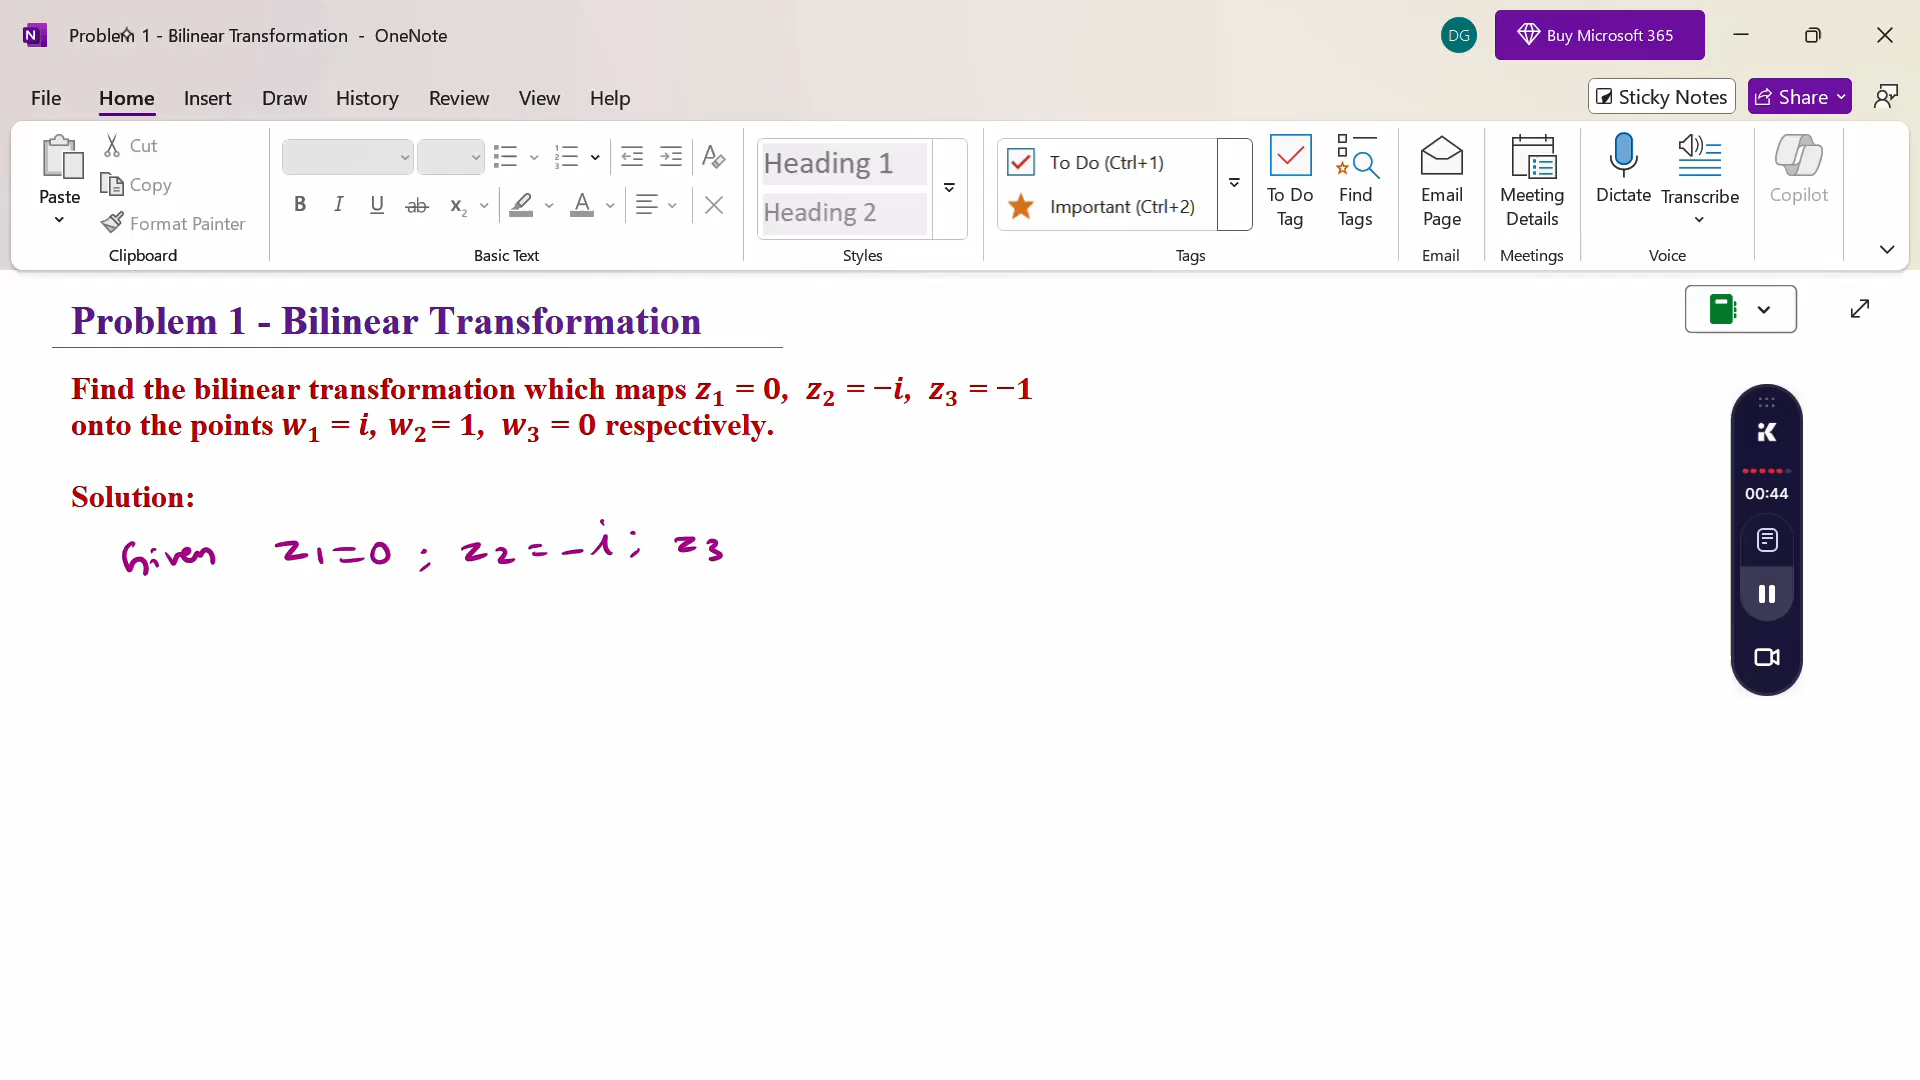 Problem 1 - Bilinear Transformation - OneNote
DG
Buy Microsoft 365
File Home Insert Draw History Review View Help
Sticky Notes
Share
Paste
Cut
Copy
Format Painter
Clipboard
B I U ab x₂ A
Basic Text
Heading 1
Heading 2
Styles
To Do (Ctrl+1)
Important (Ctrl+2)
To Do Tag
Find Tags
Tags
Email Page
Email
Meeting Details
Meetings
Dictate
Transcribe
Voice
Copilot
Problem 1 - Bilinear Transformation
Find the bilinear transformation which maps z₁ = 0, z₂ = −i, z₃ = −1
onto the points w₁ = i, w₂ = 1, w₃ = 0 respectively.
Solution:
Given z₁ = 0 ; z₂ = -i ; z₃
00:44